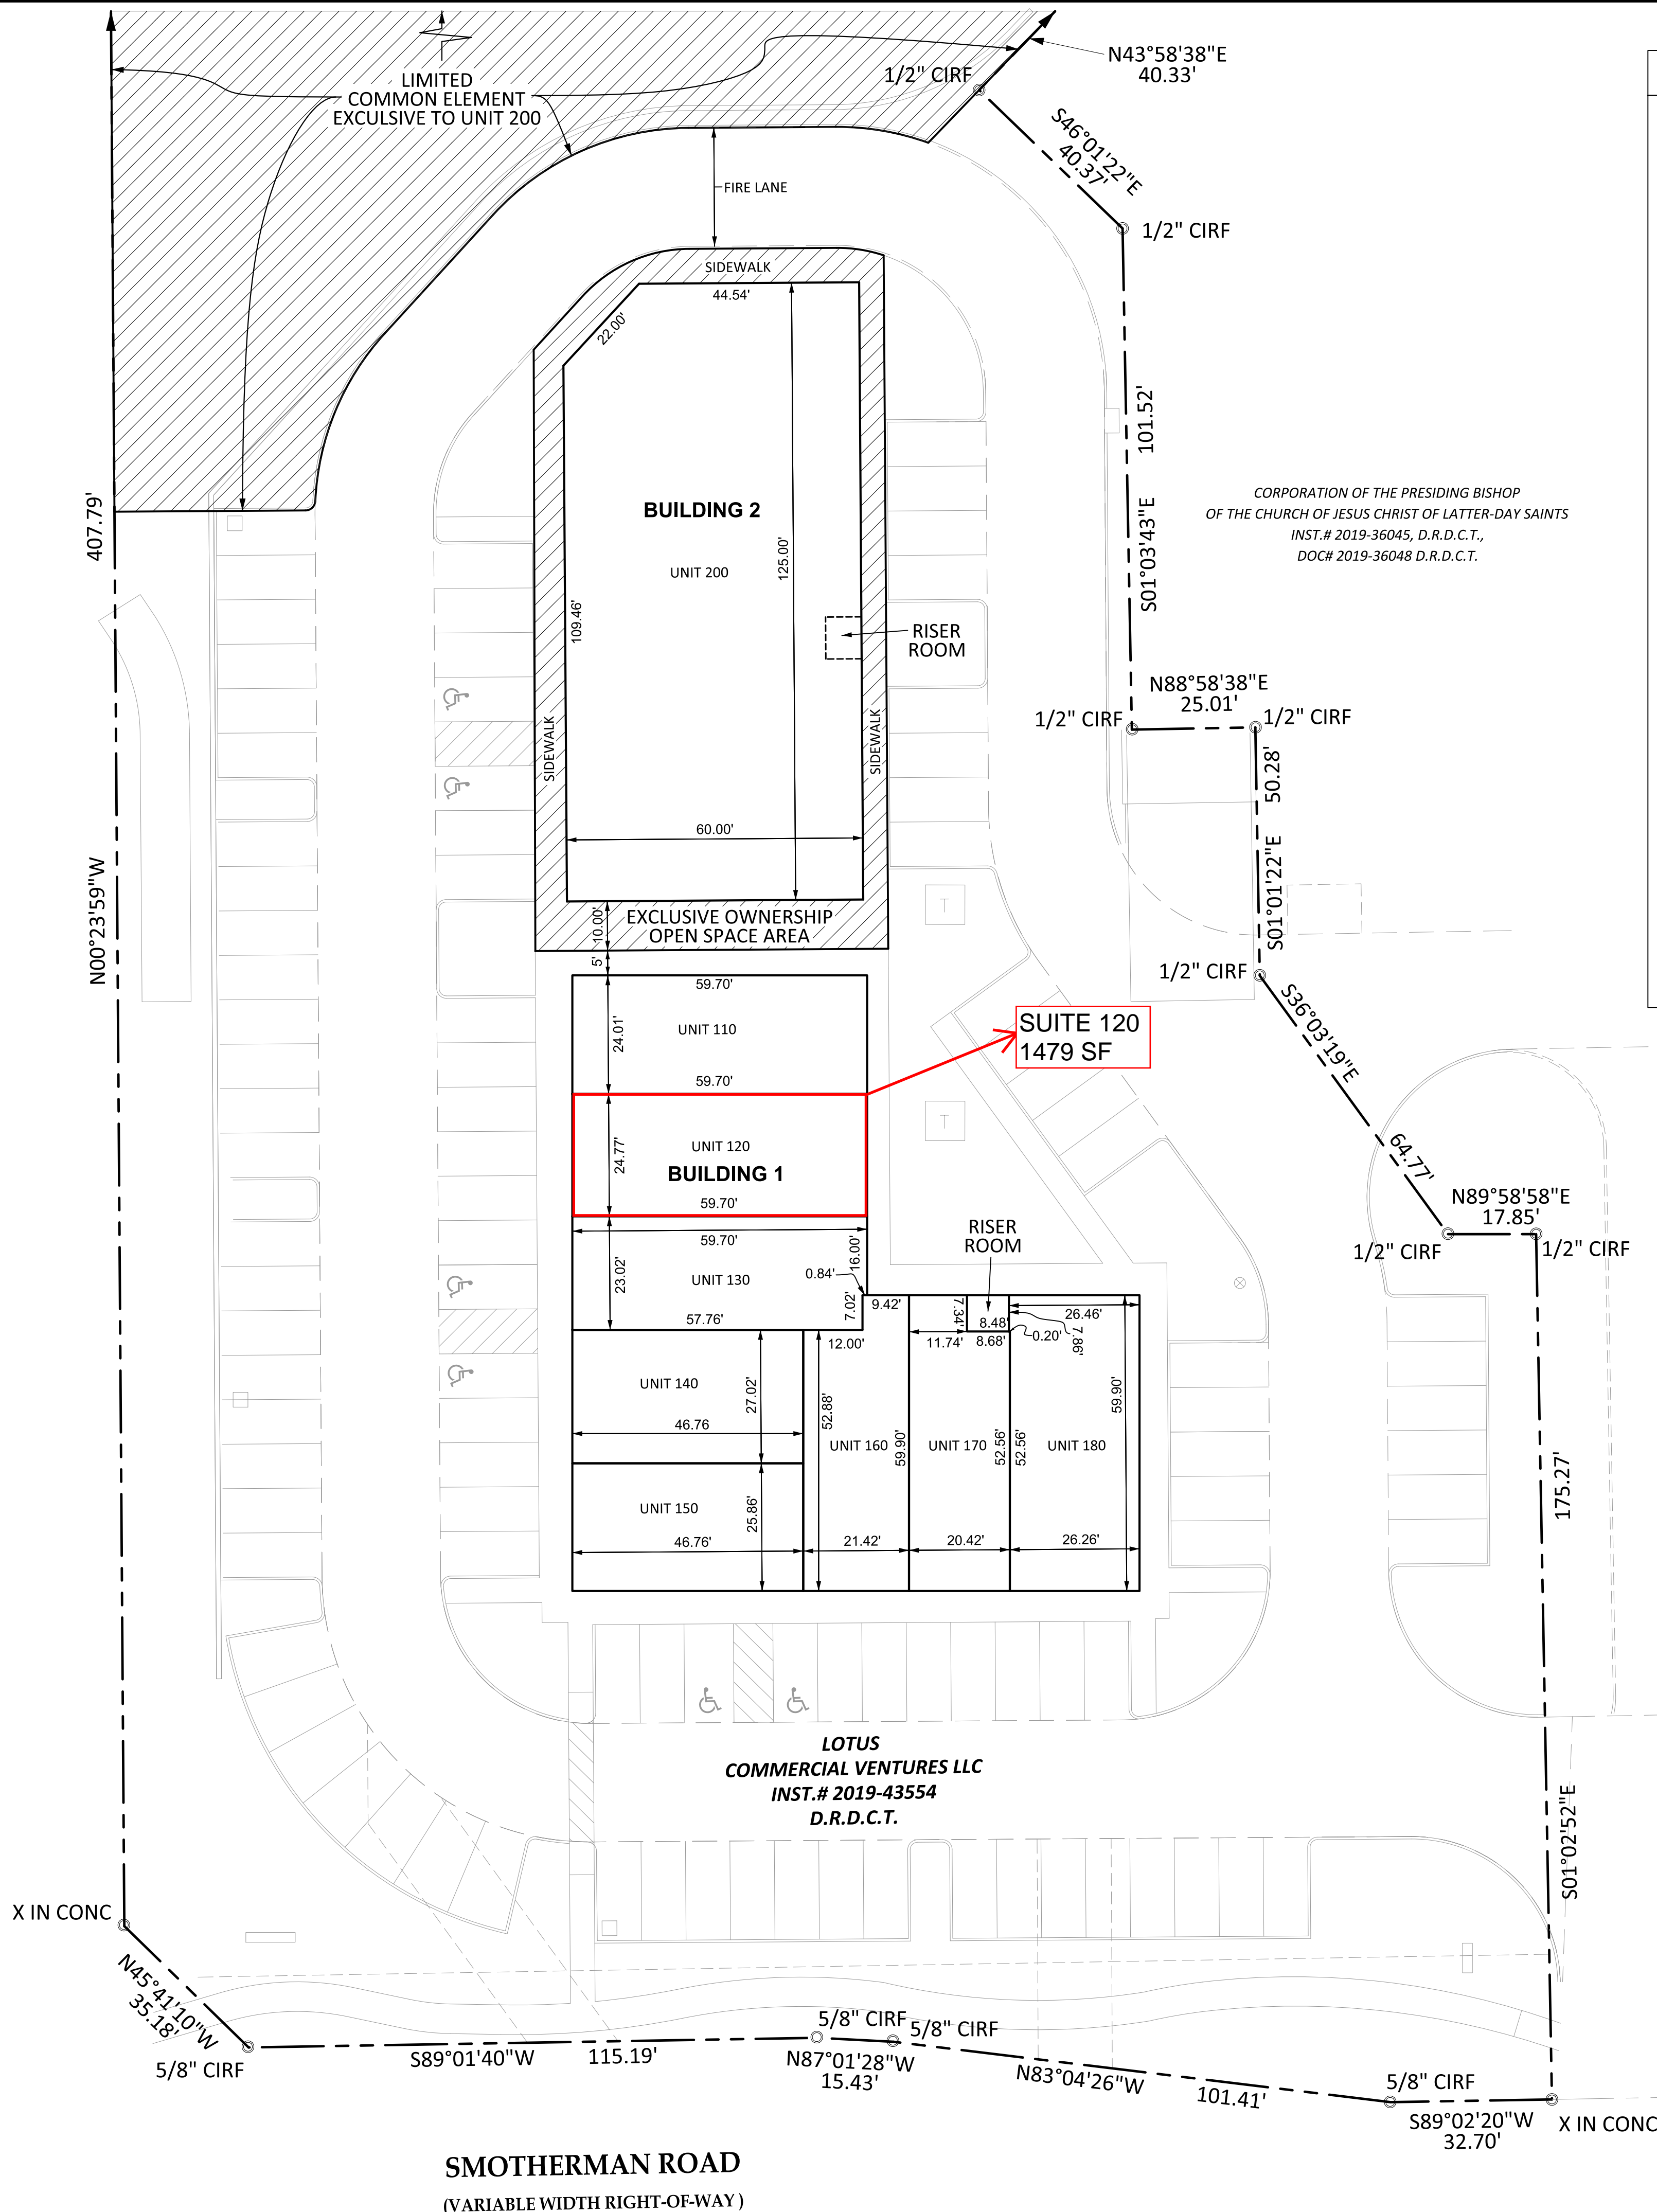 N43°58'38"E
40.33'
1/2" CIRF
LIMITED
COMMON ELEMENT
EXCULSIVE TO UNIT 200
S46°01'22"E
40.37'
FIRE LANE
1/2" CIRF
SIDEWALK
44.54'
22.00'
101.52'
S01°03'43"E
CORPORATION OF THE PRESIDING BISHOP
OF THE CHURCH OF JESUS CHRIST OF LATTER-DAY SAINTS
INST.# 2019-36045, D.R.D.C.T.,
DOC# 2019-36048 D.R.D.C.T.
407.79'
N00°23'59"W
BUILDING 2
UNIT 200
125.00'
109.46'
RISER
ROOM
SIDEWALK
SIDEWALK
N88°58'38"E
25.01'
1/2" CIRF
1/2" CIRF
50.28'
S01°01'22"E
60.00'
10.00'
EXCLUSIVE OWNERSHIP
OPEN SPACE AREA
5'
T
1/2" CIRF
59.70'
24.01'
UNIT 110
59.70'
SUITE 120
1479 SF
S36°03'19"E
64.77'
T
24.77'
UNIT 120
BUILDING 1
59.70'
N89°58'58"E
17.85'
1/2" CIRF
1/2" CIRF
59.70'
23.02'
UNIT 130
16.00'
0.84'
7.02'
57.76'
RISER
ROOM
9.42'
7.34'
8.48'
26.46'
12.00'
11.74'
8.68'
0.20'
7.86'
UNIT 140
27.02'
46.76
52.88'
UNIT 160
59.90'
UNIT 170
52.56'
52.56'
UNIT 180
59.90'
UNIT 150
25.86'
46.76'
21.42'
20.42'
26.26'
175.27'
S01°02'52"E
LOTUS
COMMERCIAL VENTURES LLC
INST.# 2019-43554
D.R.D.C.T.
X IN CONC
N45°41'10"W
35.18'
5/8" CIRF
S89°01'40"W
115.19'
5/8" CIRF
5/8" CIRF
N87°01'28"W
15.43'
N83°04'26"W
101.41'
5/8" CIRF
S89°02'20"W
32.70'
X IN CONC
SMOTHERMAN ROAD
(VARIABLE WIDTH RIGHT-OF-WAY)